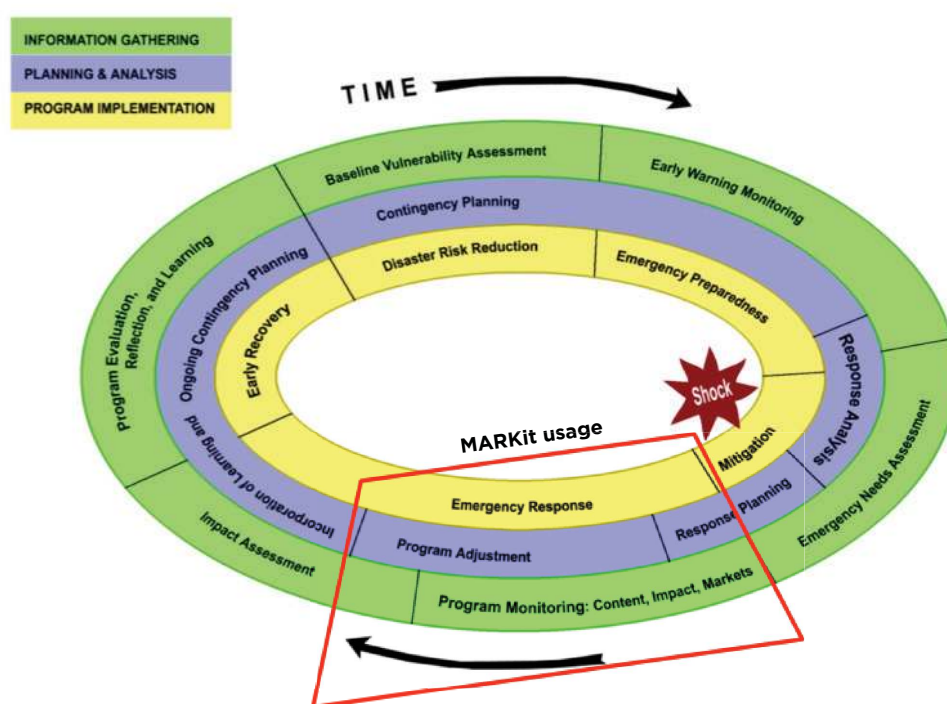 INFORMATION GATHERING
PLANNING & ANALYSIS
PROGRAM IMPLEMENTATION
TIME
Baseline Vulnerability Assessment
Early Warning Monitoring
Contingency Planning
Disaster Risk Reduction
Emergency Preparedness
Program Evaluation,
Reflection, and Learning
Ongoing Contingency Planning
Incorporation of Learning and
Early Recovery
Shock
Response Analysis
Mitigation
MARKit usage
Emergency Response
Response Planning
Emergency Needs Assessment
Program Adjustment
Impact Assessment
Program Monitoring: Content, Impact, Markets